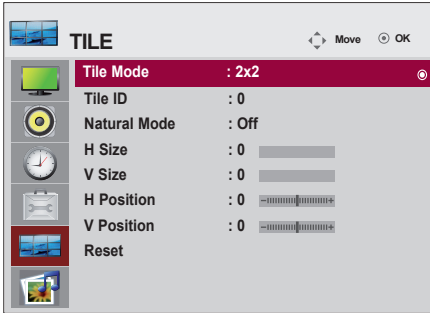 TILE
Move OK
Tile Mode : 2x2
Tile ID : 0
Natural Mode : Off
H Size : 0
V Size : 0
H Position : 0 - +
V Position : 0 - +
Reset